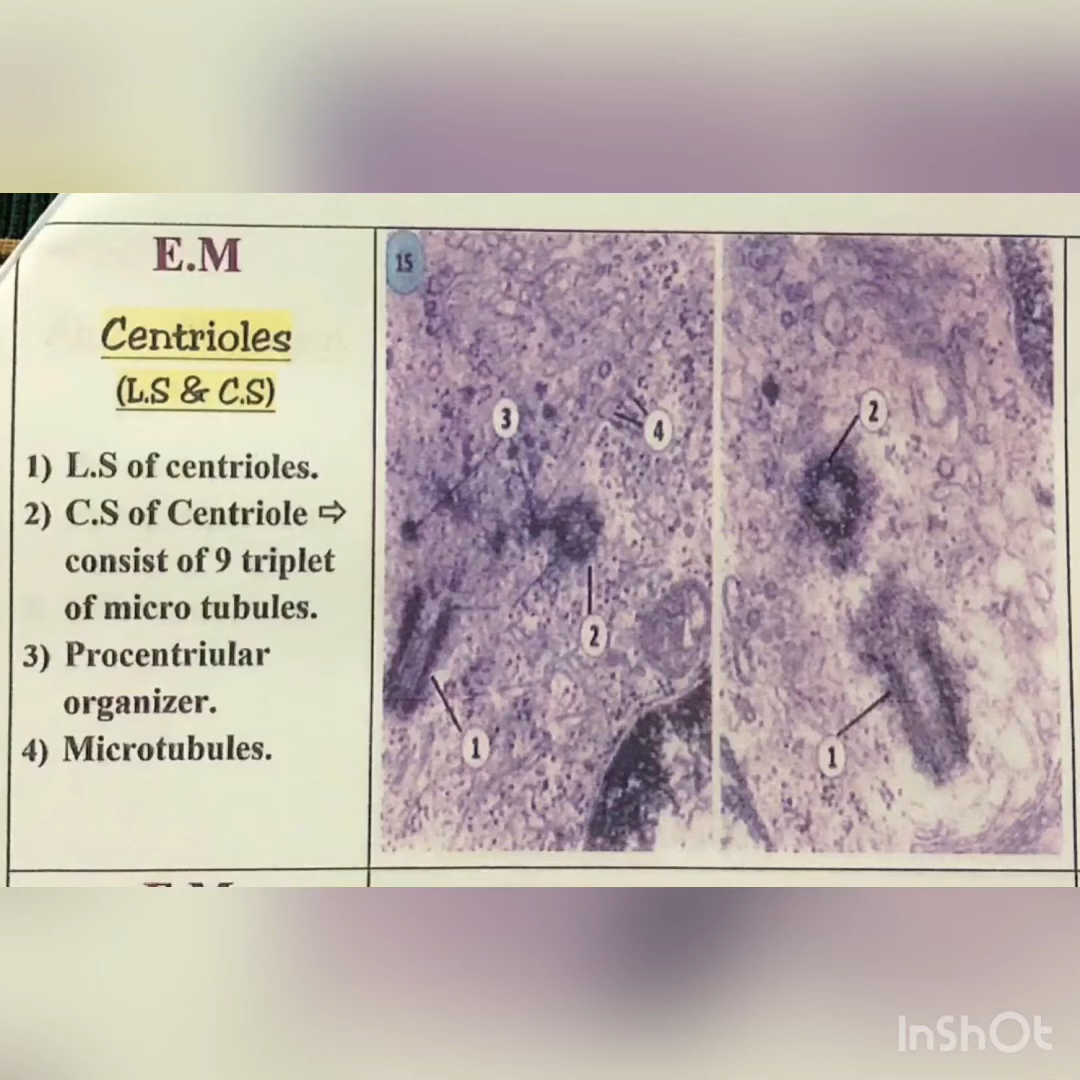 E.M
Centrioles
(L.S & C.S)
1) L.S of centrioles.
2) C.S of Centriole ⇨
consist of 9 triplet
of micro tubules.
3) Procentriular
organizer.
4) Microtubules.
15
3
4
2
1
2
1
InShOt